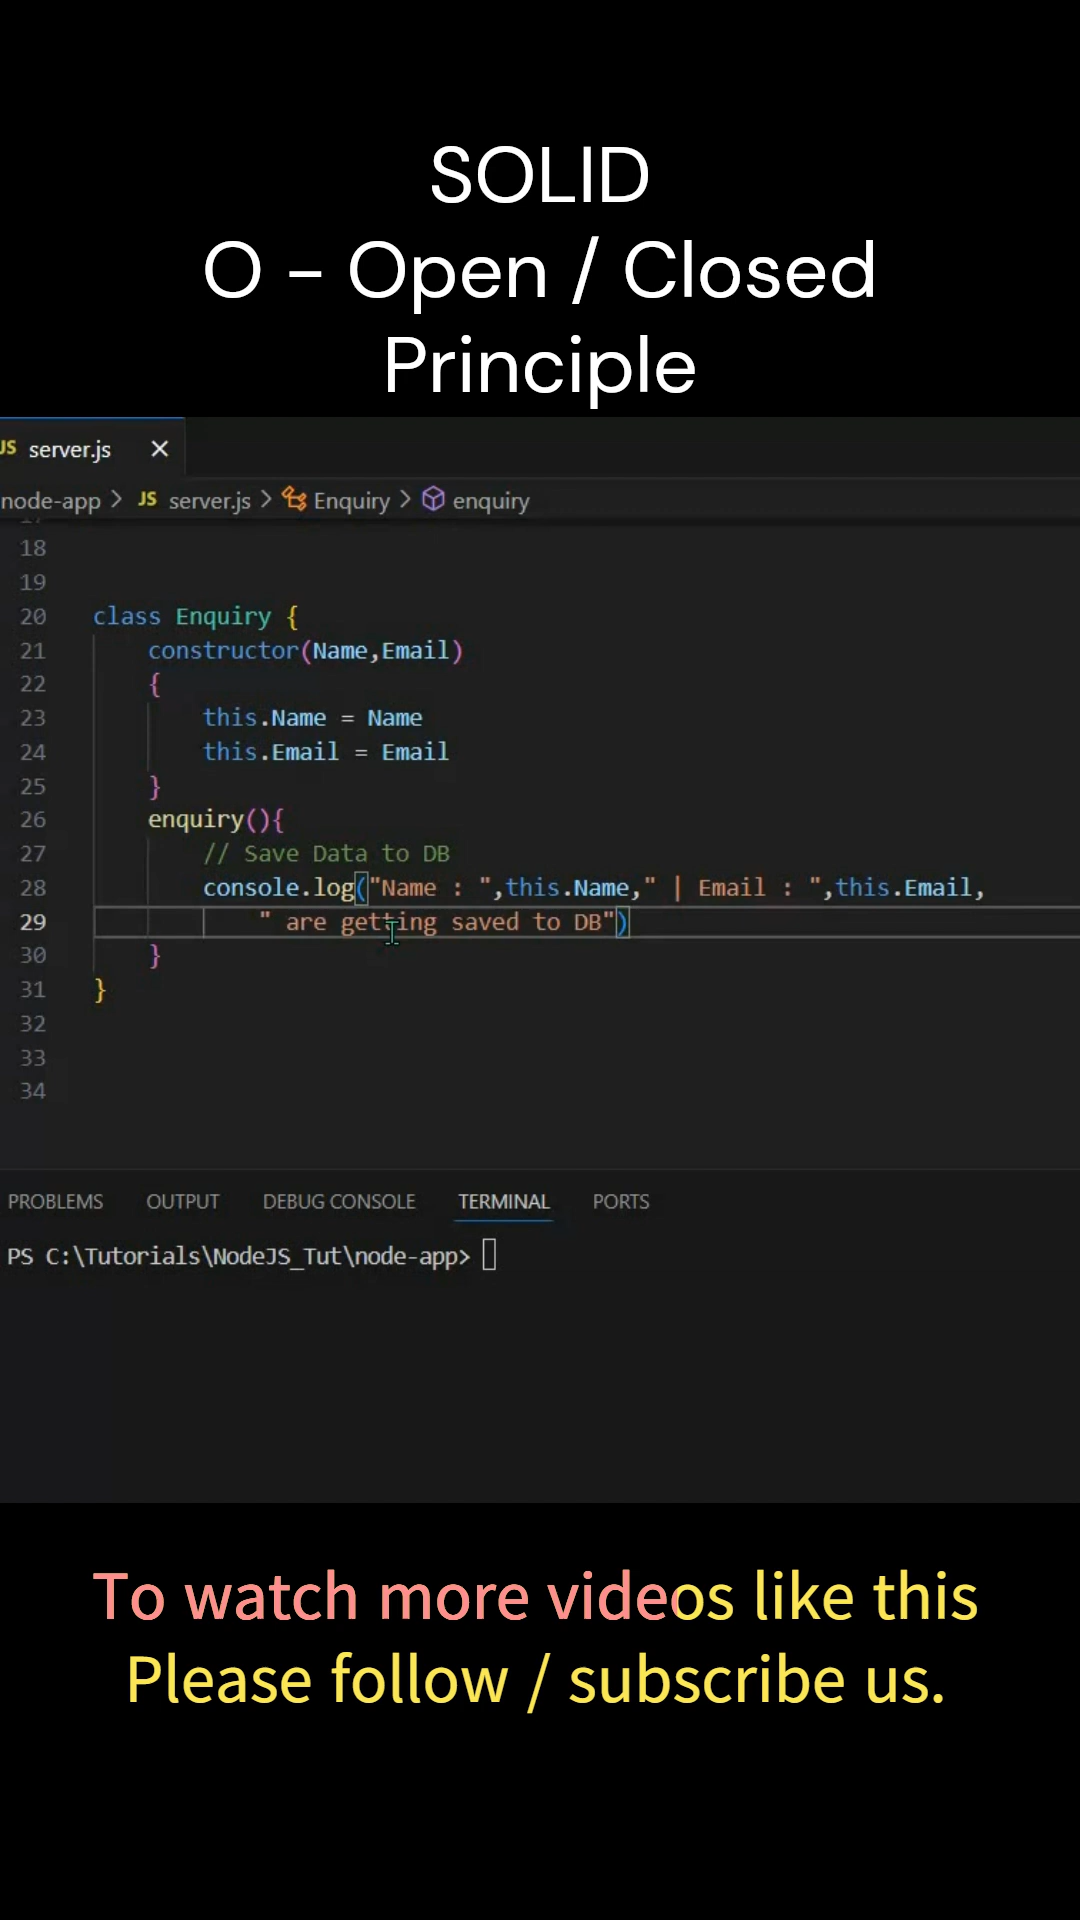 SOLID
O - Open / Closed
Principle
JS server.js
node-app > JS server.js > Enquiry > enquiry
17
18
19
20 class Enquiry {
21 constructor(Name,Email)
22 {
23 this.Name = Name
24 this.Email = Email
25 }
26 enquiry(){
27 // Save Data to DB
28 console.log("Name : ",this.Name," | Email : ",this.Email,
29 " are getting saved to DB")
30 }
31 }
32
33
34
PROBLEMS OUTPUT DEBUG CONSOLE TERMINAL PORTS
PS C:\Tutorials\NodeJS_Tut\node-app>
To watch more videos like this
Please follow / subscribe us.